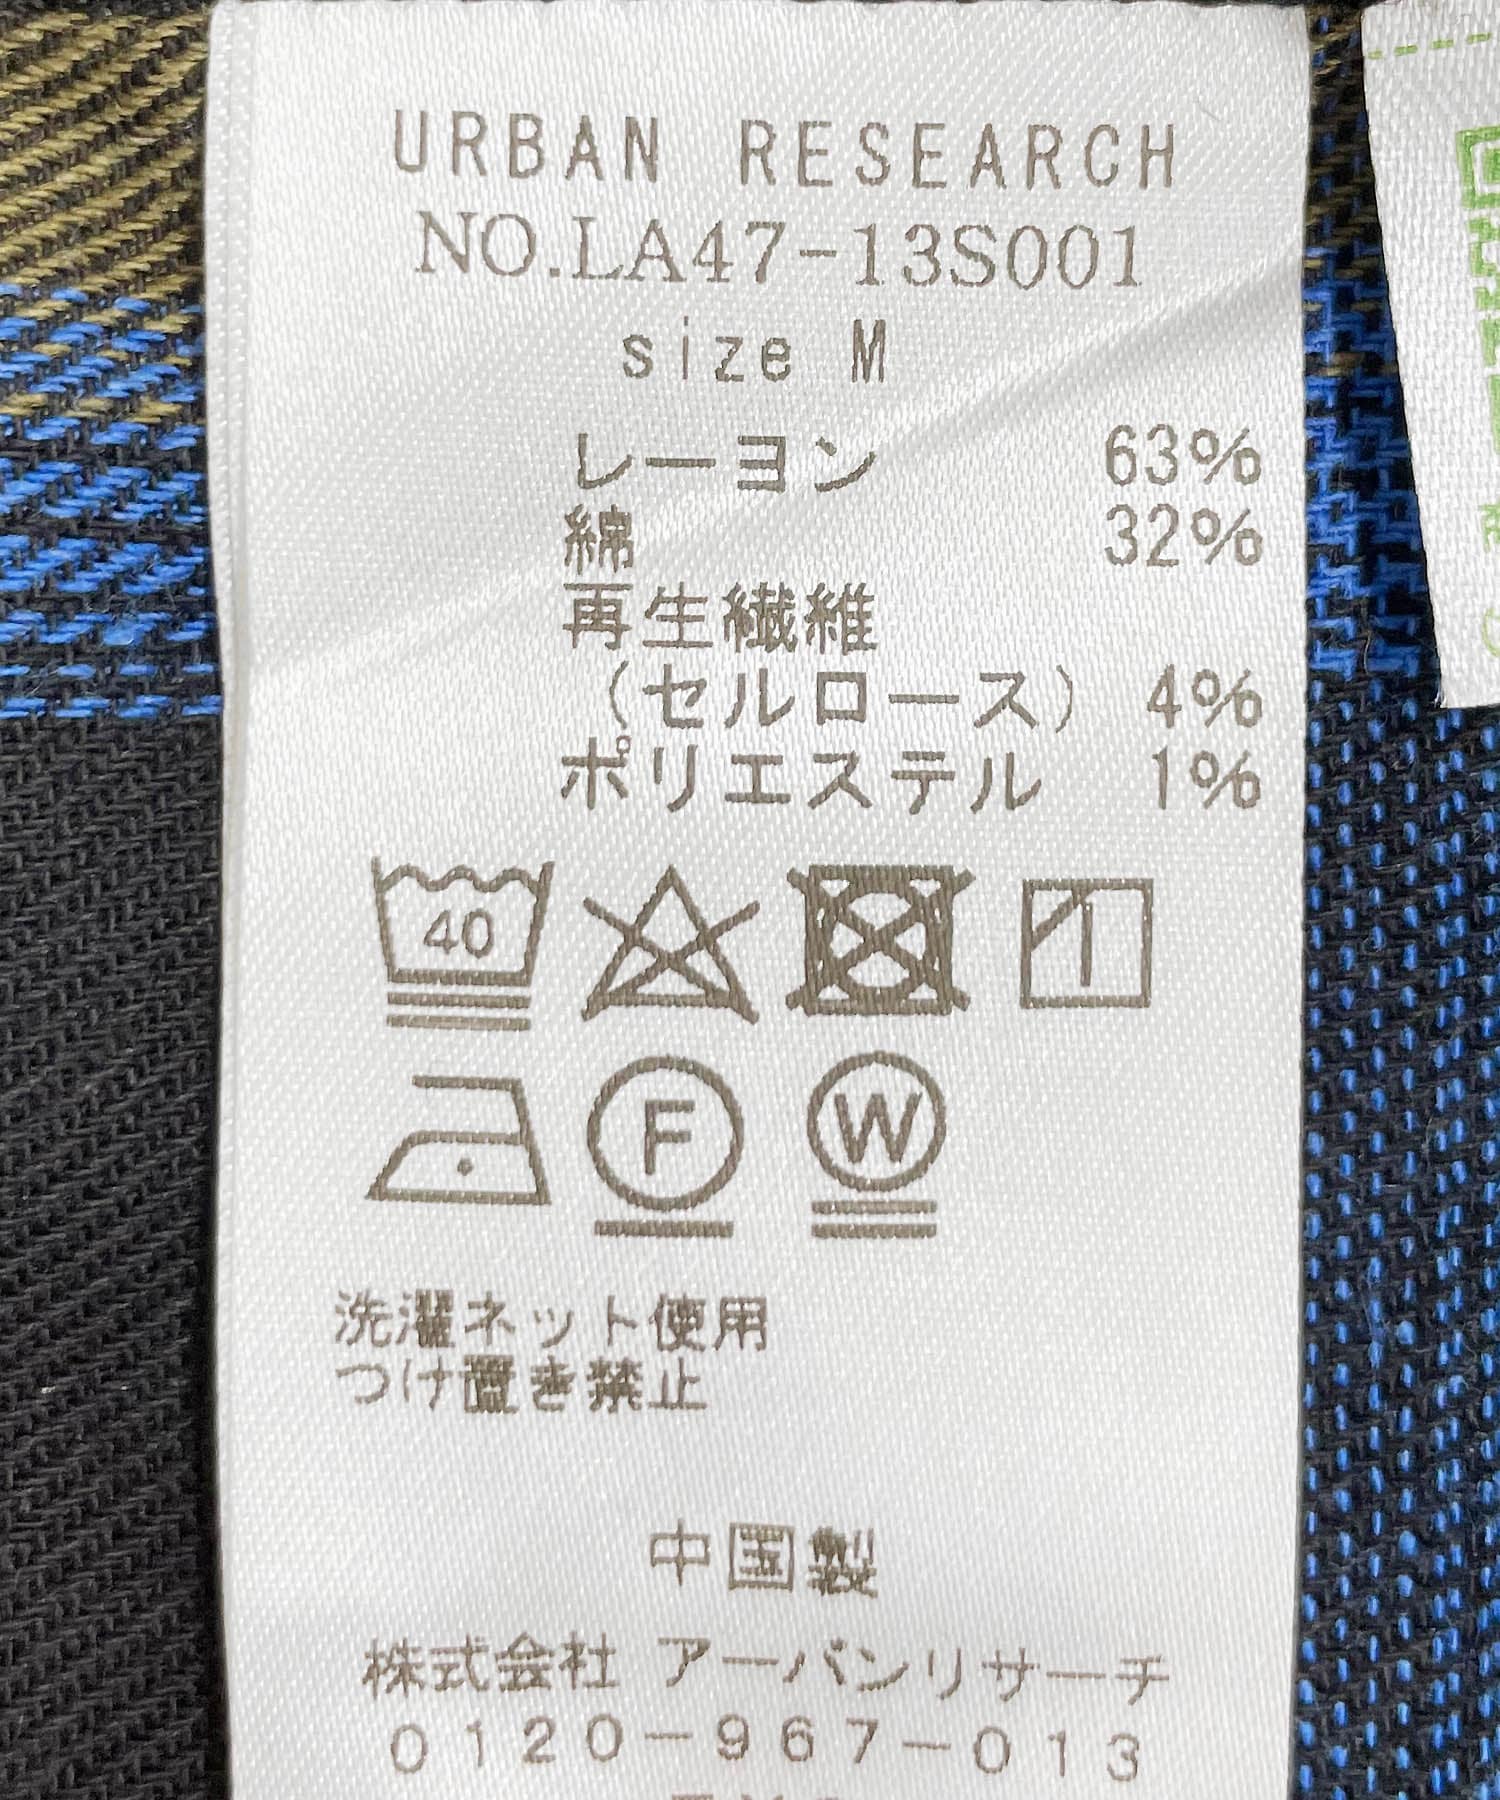 URBAN RESEARCH
NO.LA47-13S001
size M
レーヨン 63%
綿 32%
再生繊維
(セルロース) 4%
ポリエステル 1%
40
F
W
洗濯ネット使用
つけ置き禁止
中国製
株式会社 アーバンリサーチ
0120-967-013